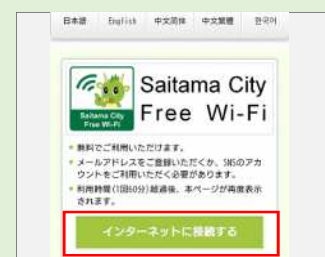 日本語 English 中文简体 中文繁體 한국어
Saitama City
Free Wi-Fi
Saitama City
Free Wi-Fi
無料でご利用いただけます。
メールアドレスをご登録いただくか、SNSのアカ
ウントをご利用いただく必要があります。
利用時間(1回60分)超過後、本ページが再度表示
されます。
インターネットに接続する